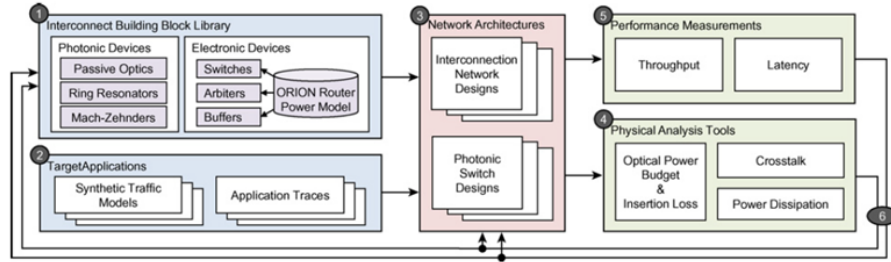 1
Interconnect Building Block Library
Photonic Devices
Passive Optics
Ring Resonators
Mach-Zehnders
Electronic Devices
Switches
Arbiters
Buffers
ORION Router
Power Model
2
TargetApplications
Synthetic Traffic
Models
Application Traces
3
Network Architectures
Interconnection
Network
Designs
Photonic
Switch
Designs
5
Performance Measurements
Throughput
Latency
4
Physical Analysis Tools
Optical Power
Budget
&
Insertion Loss
Crosstalk
Power Dissipation
6